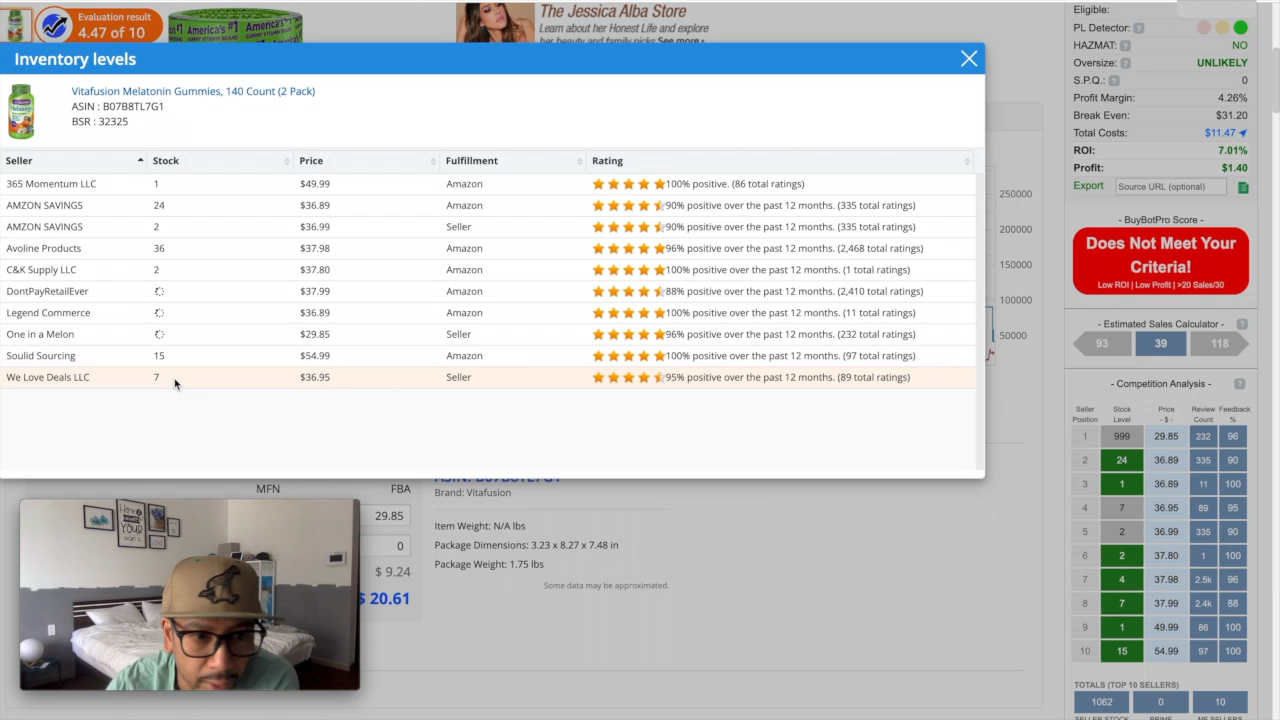 Evaluation result
4.47 of 10
#1 America's #1 America's
GUMMY VITAMIN BRAND GUMMY VITAMIN
The Jessica Alba Store
Learn about her Honest Life and explore
her beauty and family picks See more ›
Inventory levels
Vitafusion Melatonin Gummies, 140 Count (2 Pack)
ASIN : B07B8TL7G1
BSR : 32325
Seller Stock Price Fulfillment Rating
365 Momentum LLC 1 $49.99 Amazon 100% positive. (86 total ratings)
AMZON SAVINGS 24 $36.89 Amazon 90% positive over the past 12 months. (335 total ratings)
AMZON SAVINGS 2 $36.99 Seller 90% positive over the past 12 months. (335 total ratings)
Avoline Products 36 $37.98 Amazon 96% positive over the past 12 months. (2,468 total ratings)
C&K Supply LLC 2 $37.80 Amazon 100% positive over the past 12 months. (1 total ratings)
DontPayRetailEver $37.99 Amazon 88% positive over the past 12 months. (2,410 total ratings)
Legend Commerce $36.89 Amazon 100% positive over the past 12 months. (11 total ratings)
One in a Melon $29.85 Seller 96% positive over the past 12 months. (232 total ratings)
Soulid Sourcing 15 $54.99 Amazon 100% positive over the past 12 months. (97 total ratings)
We Love Deals LLC 7 $36.95 Seller 95% positive over the past 12 months. (89 total ratings)
MFN FBA
29.85
0
$ 9.24
$ 20.61
ASIN: B07B8TL7G1
Brand: Vitafusion
Item Weight: N/A lbs
Package Dimensions: 3.23 x 8.27 x 7.48 in
Package Weight: 1.75 lbs
Some data may be approximated.
250000
200000
150000
100000
50000
Eligible:
PL Detector: ?
HAZMAT: ? NO
Oversize: ? UNLIKELY
S.P.Q.: ? 0
Profit Margin: 4.26%
Break Even: $31.20
Total Costs: $11.47
ROI: 7.01%
Profit: $1.40
Export Source URL (optional)
- BuyBotPro Score -
Does Not Meet Your
Criteria!
Low ROI | Low Profit | >20 Sales/30
- Estimated Sales Calculator - ?
93 39 118
- Competition Analysis - ?
Seller Stock Price Review Feedback
Position Level - $ - Count %
1 999 29.85 232 96
2 24 36.89 335 90
3 1 36.89 11 100
4 7 36.95 89 95
5 2 36.99 335 90
6 2 37.80 1 100
7 4 37.98 2.5k 96
8 7 37.99 2.4k 88
9 1 49.99 86 100
10 15 54.99 97 100
TOTALS (TOP 10 SELLERS)
1062 0 10
SELLER STOCK PRIME ME SELLERS